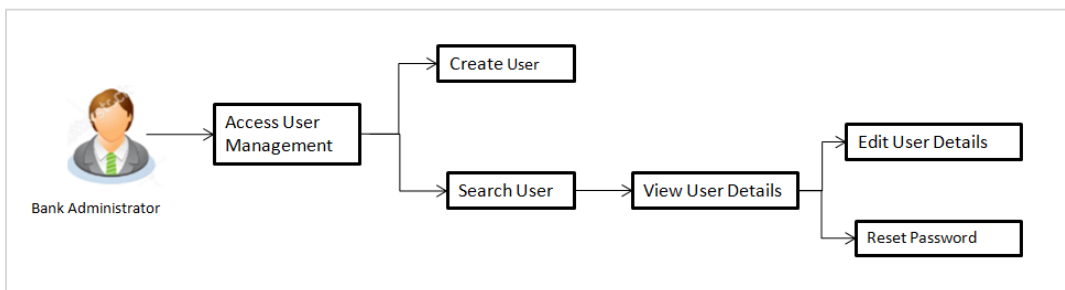 Bank Administrator
Access User
Management
Create User
Search User
View User Details
Edit User Details
Reset Password